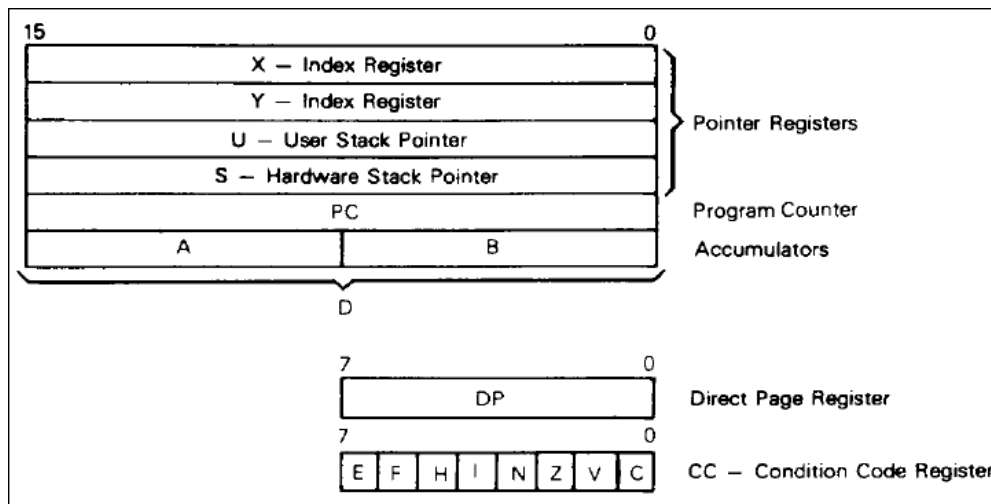 15 0
X – Index Register
Y – Index Register
U – User Stack Pointer
S – Hardware Stack Pointer
Pointer Registers
PC
Program Counter
A B
Accumulators
D
7 0
DP
Direct Page Register
7 0
E F H I N Z V C
CC – Condition Code Register